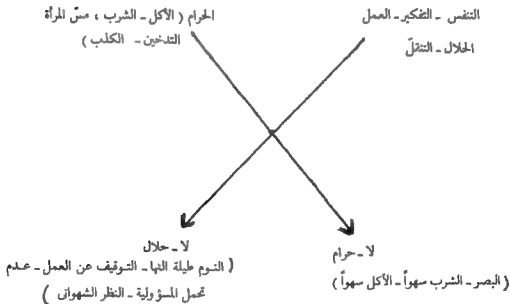 التنفس - التفكير - العمل
الحلال - التنقلّ
الحرام ( الأكل - الشرب ، مسّ المرأة
التدخين - الكذب )
لا - حرام
( البصر - الشرب سهواً - الأكل سهواً )
لا - حلال
( النوم طيلة النها - التوقيف عن العمل - عدم
تحمل المسؤولية - النظر الشهواني )